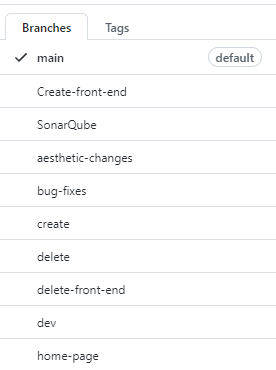 Branches Tags
main default
Create-front-end
SonarQube
aesthetic-changes
bug-fixes
create
delete
delete-front-end
dev
home-page